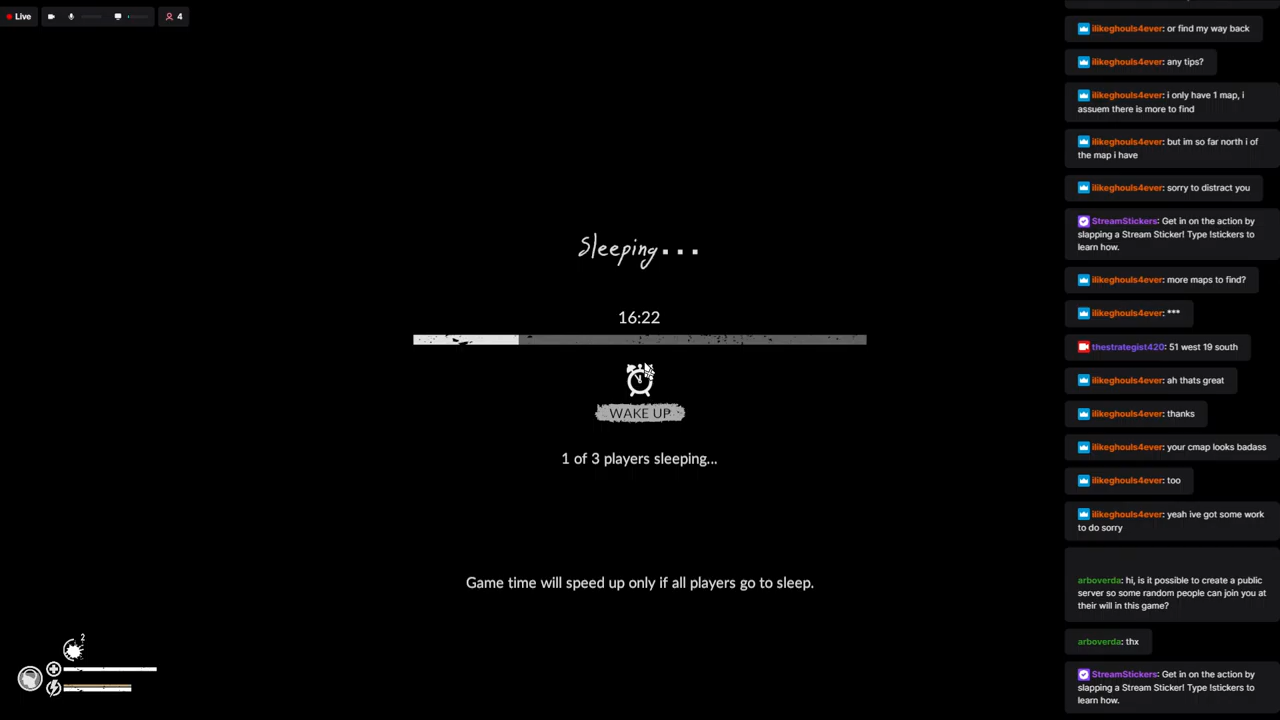 Live
4
ilikeghouls4ever: or find my way back
ilikeghouls4ever: any tips?
ilikeghouls4ever: i only have 1 map, i
assuem there is more to find
ilikeghouls4ever: but im so far north i of
the map i have
ilikeghouls4ever: sorry to distract you
StreamStickers: Get in on the action by
slapping a Stream Sticker! Type !stickers to
learn how.
ilikeghouls4ever: more maps to find?
ilikeghouls4ever: ***
thestrategist420: 51 west 19 south
ilikeghouls4ever: ah thats great
ilikeghouls4ever: thanks
ilikeghouls4ever: your cmap looks badass
ilikeghouls4ever: too
ilikeghouls4ever: yeah ive got some work
to do sorry
arboverda: hi, is it possible to create a public
server so some random people can join you at
their will in this game?
arboverda: thx
StreamStickers: Get in on the action by
slapping a Stream Sticker! Type !stickers to
learn how.
Sleeping...
16:22
WAKE UP
1 of 3 players sleeping...
Game time will speed up only if all players go to sleep.
2